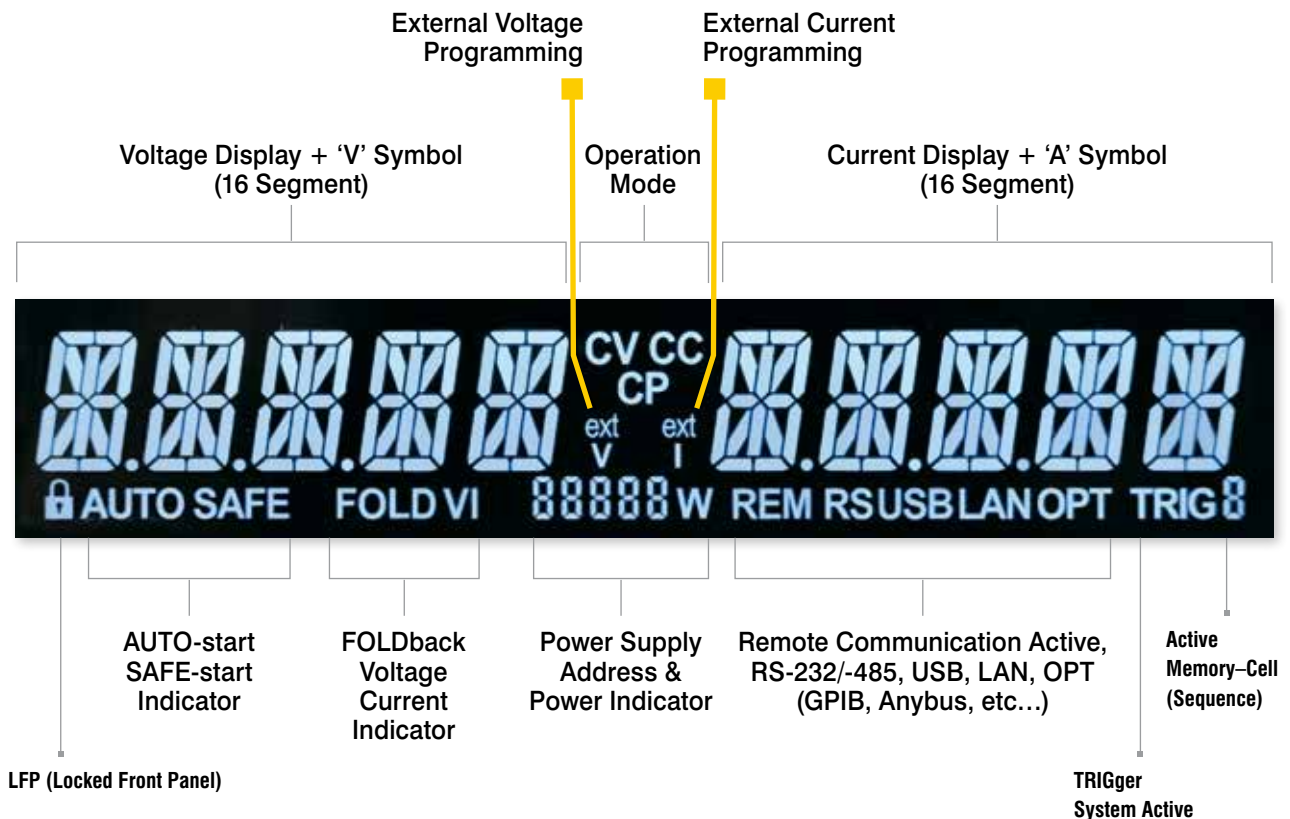 External Voltage
Programming
External Current
Programming
Voltage Display + ‘V’ Symbol
(16 Segment)
Operation
Mode
Current Display + ‘A’ Symbol
(16 Segment)
CV CC
CP
ext
V
ext
I
AUTO SAFE FOLD VI 88888 W REM RS USB LAN OPT TRIG 8
AUTO-start
SAFE-start
Indicator
FOLDback
Voltage
Current
Indicator
Power Supply
Address &
Power Indicator
Remote Communication Active,
RS-232/-485, USB, LAN, OPT
(GPIB, Anybus, etc…)
Active
Memory–Cell
(Sequence)
LFP (Locked Front Panel)
TRIGger
System Active